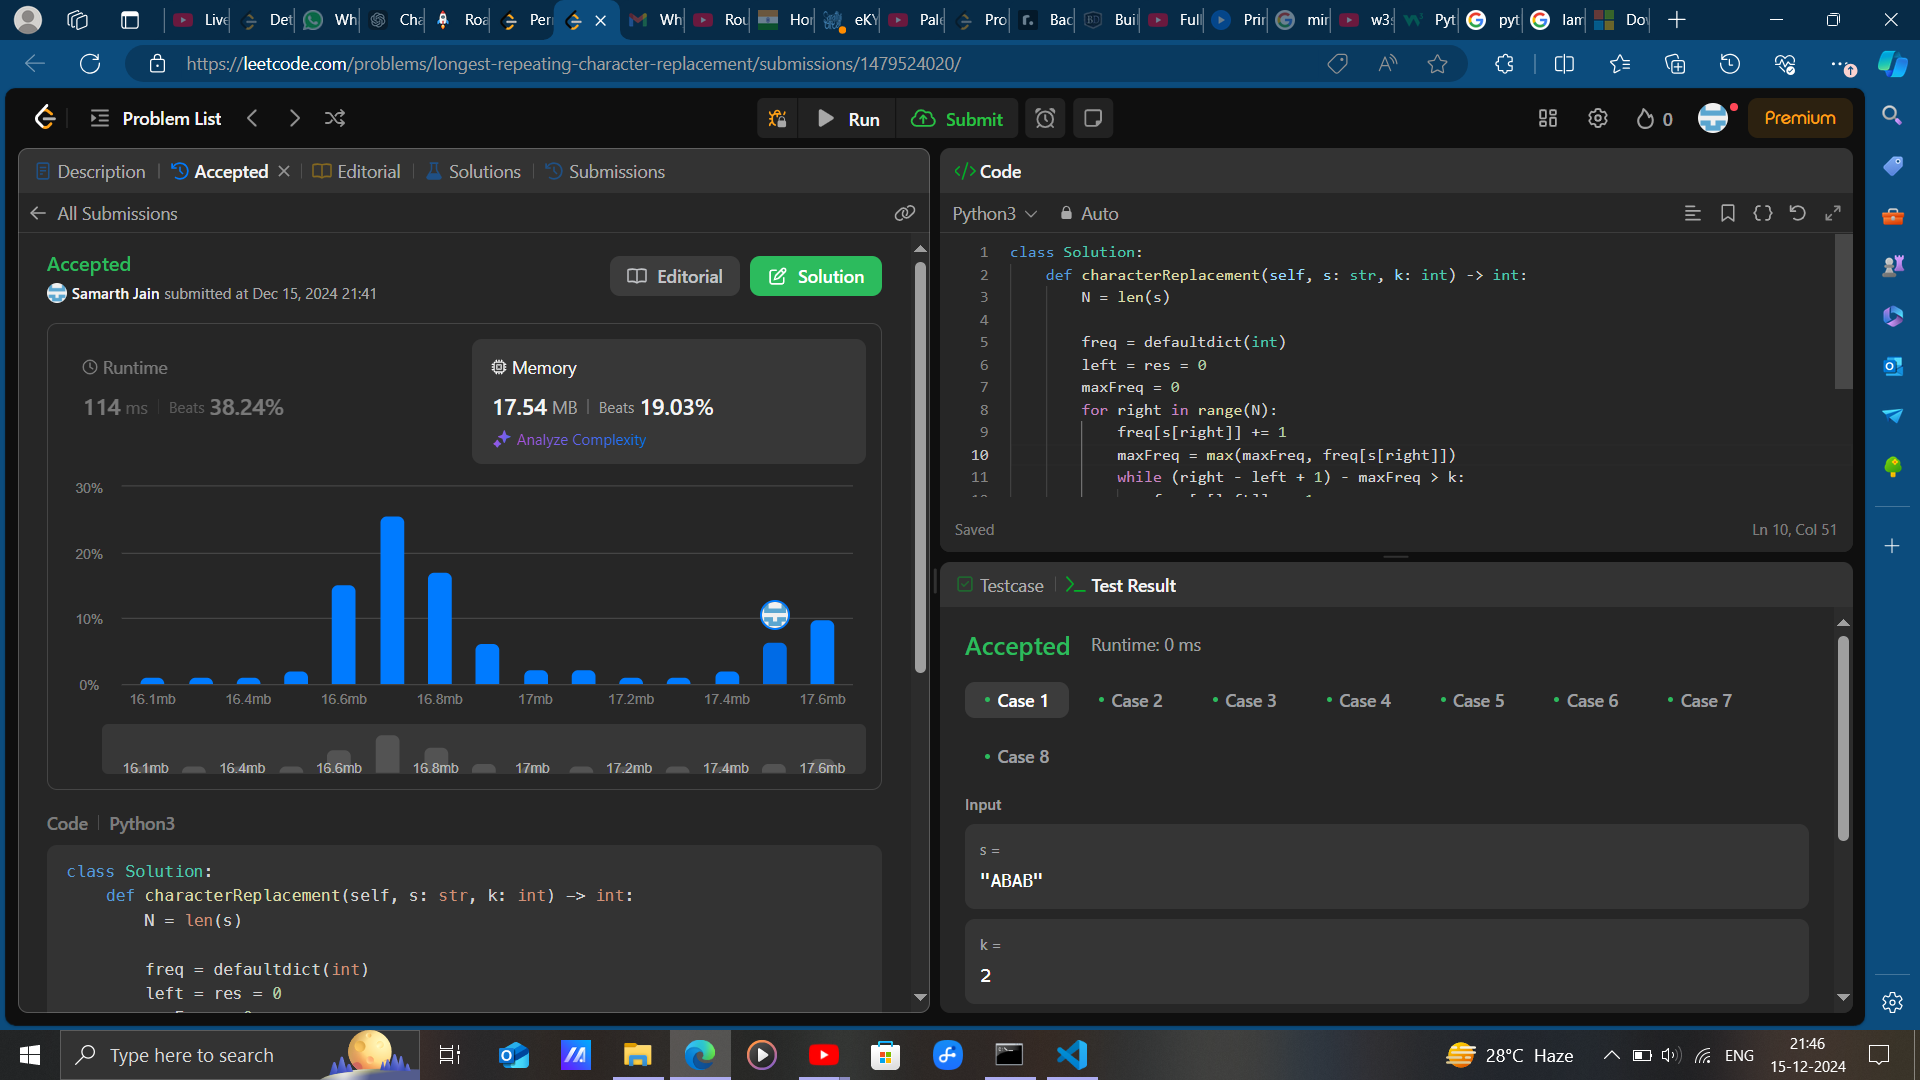 Live
Det
Wh
Cha
Roa
Per
Wh
Rou
Hor
eKY
Pale
Pro
Bac
Buil
Full
Prin
mir
w3s
Pyt
pyt
lam
Dov
https://leetcode.com/problems/longest-repeating-character-replacement/submissions/1479524020/
Problem List
Run
Submit
0
Premium
Description
Accepted
Editorial
Solutions
Submissions
All Submissions
Accepted
Samarth Jain submitted at Dec 15, 2024 21:41
Editorial
Solution
Runtime
114 ms | Beats 38.24%
Memory
17.54 MB | Beats 19.03%
Analyze Complexity
30%
20%
10%
0%
16.1mb 16.4mb 16.6mb 16.8mb 17mb 17.2mb 17.4mb 17.6mb
16.1mb 16.4mb 16.6mb 16.8mb 17mb 17.2mb 17.4mb 17.6mb
Code | Python3
class Solution:
def characterReplacement(self, s: str, k: int) -> int:
N = len(s)
freq = defaultdict(int)
left = res = 0
</> Code
Python3
Auto
1 class Solution:
2 def characterReplacement(self, s: str, k: int) -> int:
3 N = len(s)
4
5 freq = defaultdict(int)
6 left = res = 0
7 maxFreq = 0
8 for right in range(N):
9 freq[s[right]] += 1
10 maxFreq = max(maxFreq, freq[s[right]])
11 while (right - left + 1) - maxFreq > k:
Saved
Ln 10, Col 51
Testcase
Test Result
Accepted Runtime: 0 ms
Case 1
Case 2
Case 3
Case 4
Case 5
Case 6
Case 7
Case 8
Input
s =
"ABAB"
k =
2
Type here to search
28°C Haze
ENG
21:46
15-12-2024